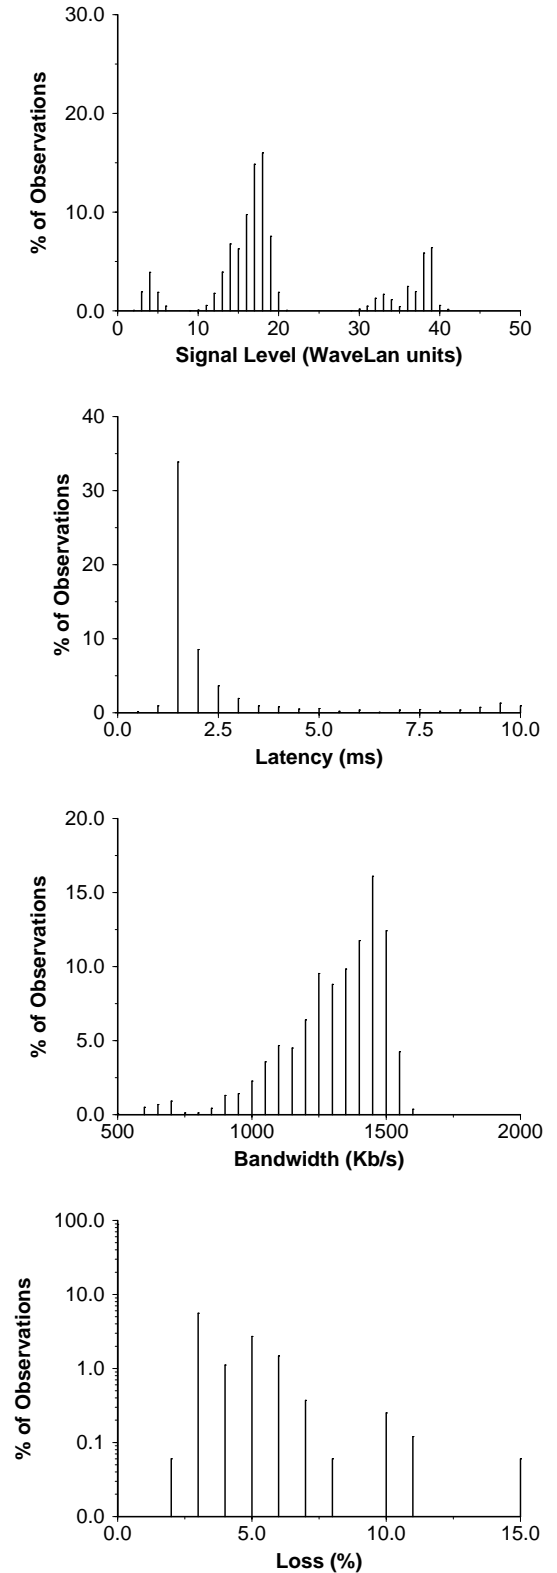 30.0
20.0
10.0
0.0
% of Observations
0 10 20 30 40 50
Signal Level (WaveLan units)
40
30
20
10
0
% of Observations
0.0 2.5 5.0 7.5 10.0
Latency (ms)
20.0
15.0
10.0
5.0
0.0
% of Observations
500 1000 1500 2000
Bandwidth (Kb/s)
100.0
10.0
1.0
0.1
0.0
% of Observations
0.0 5.0 10.0 15.0
Loss (%)